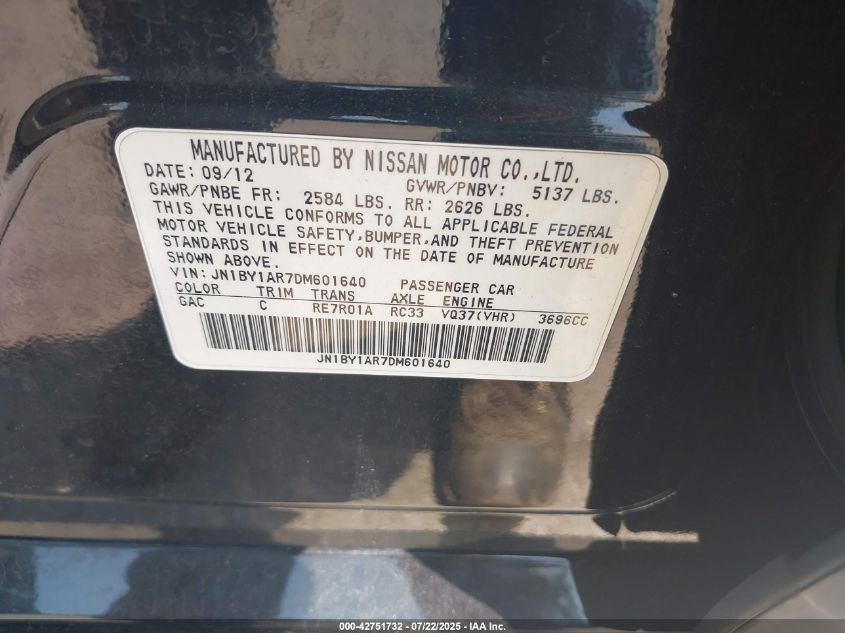 MANUFACTURED BY NISSAN MOTOR CO.,LTD.
DATE: 09/12 GVWR/PNBV: 5137 LBS.
GAWR/PNBE FR: 2584 LBS. RR: 2626 LBS.
THIS VEHICLE CONFORMS TO ALL APPLICABLE FEDERAL
MOTOR VEHICLE SAFETY,BUMPER,AND THEFT PREVENTION
STANDARDS IN EFFECT ON THE DATE OF MANUFACTURE
SHOWN ABOVE.
VIN: JN1BY1AR7DM601640 PASSENGER CAR
COLOR TRIM TRANS AXLE ENGINE
GAC C RE7R01A RC33 VQ37(VHR) 3696CC
JN1BY1AR7DM601640
000-42751732 - 07/22/2025 - IAA Inc.